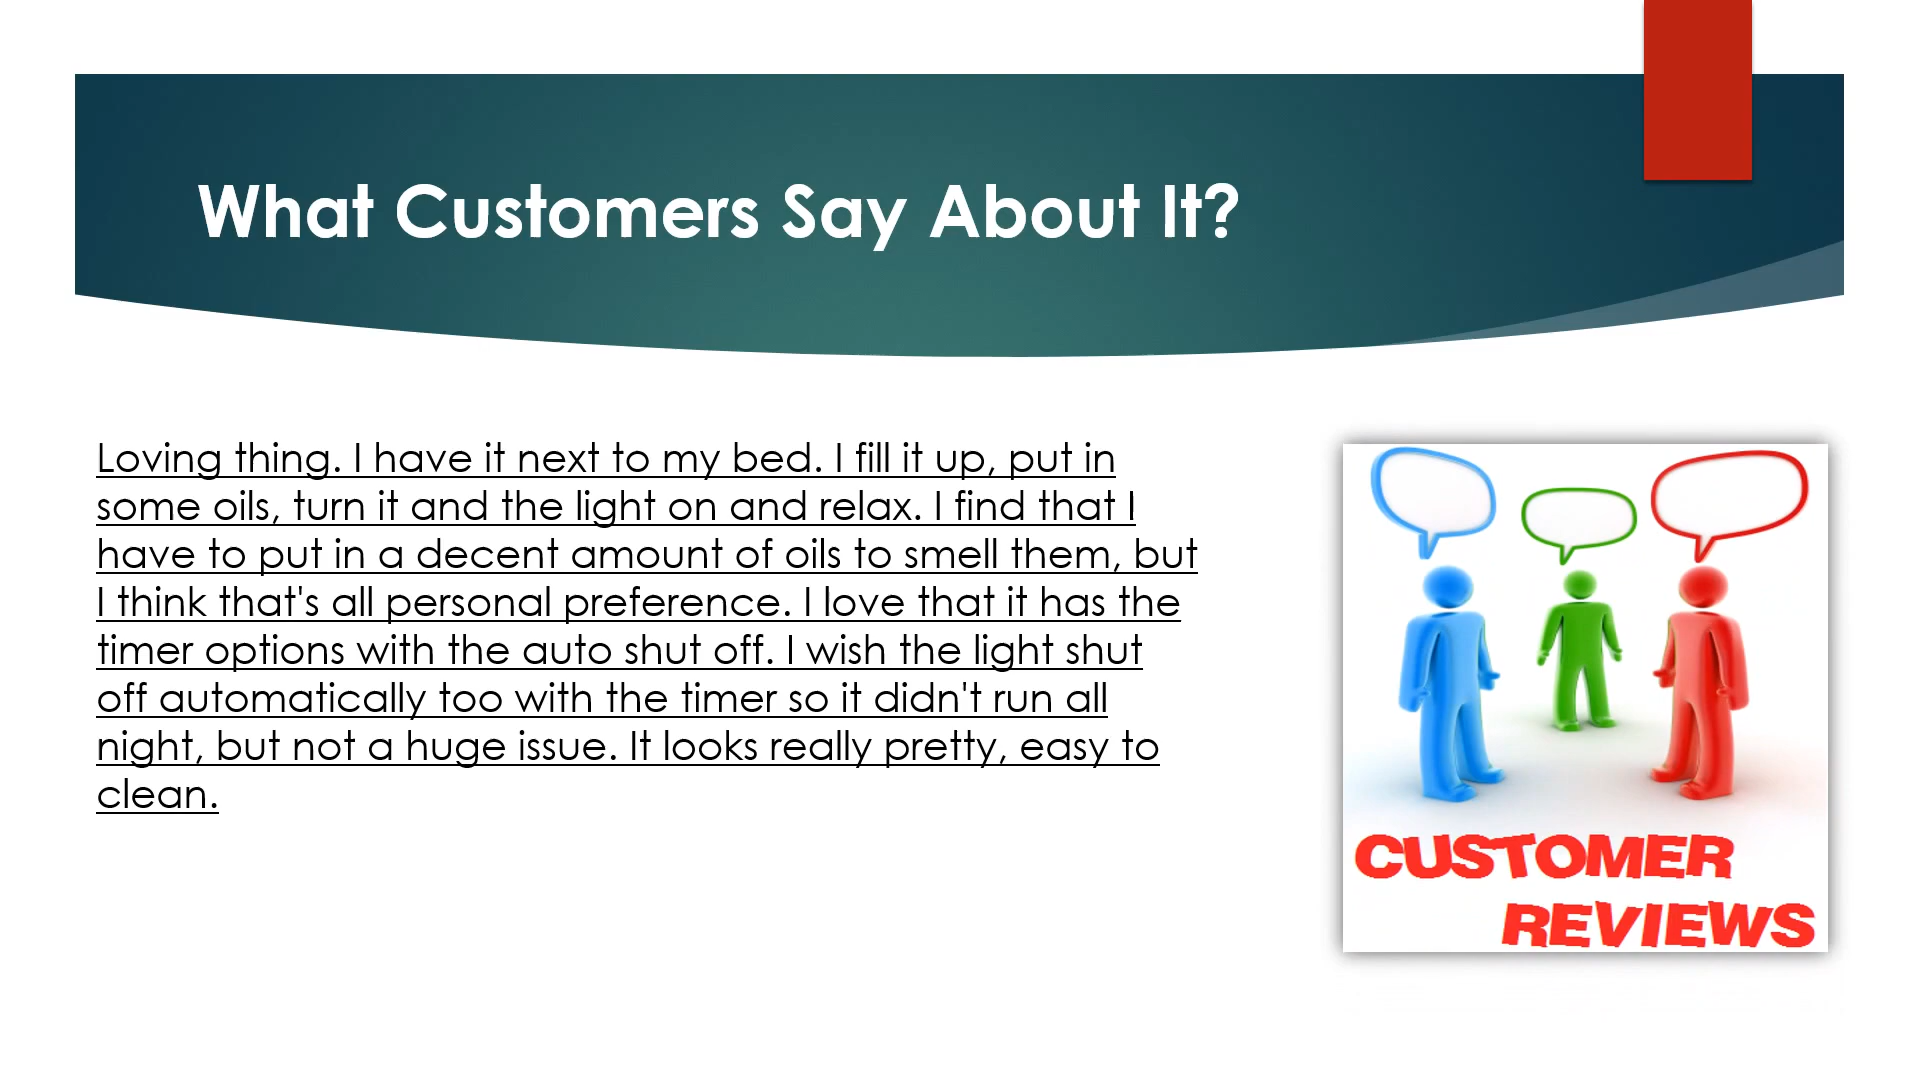 What Customers Say About It?
Loving thing. I have it next to my bed. I fill it up, put in
some oils, turn it and the light on and relax. I find that I
have to put in a decent amount of oils to smell them, but
I think that's all personal preference. I love that it has the
timer options with the auto shut off. I wish the light shut
off automatically too with the timer so it didn't run all
night, but not a huge issue. It looks really pretty, easy to
clean.
CUSTOMER
REVIEWS